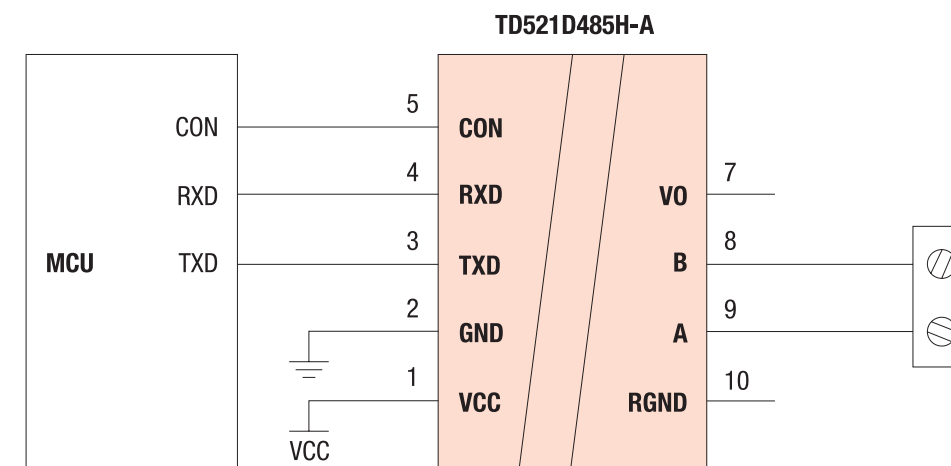 TD521D485H-A
5
CON
CON
4
7
RXD
RXD
VO
3
8
MCU
TXD
TXD
B
2
9
GND
A
1
10
VCC
RGND
VCC